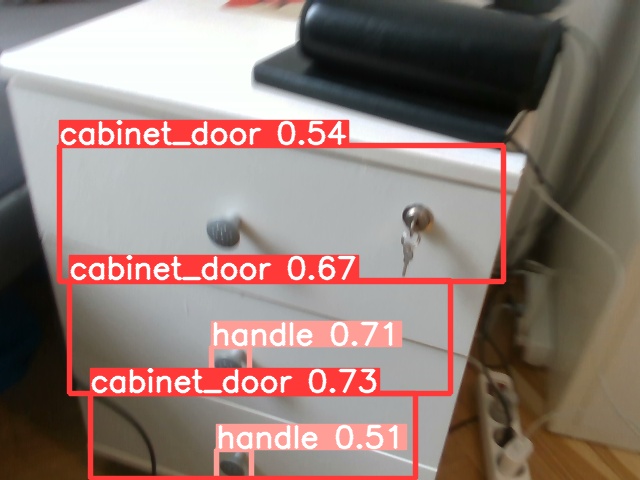 cabinet_door 0.54
cabinet_door 0.67
handle 0.71
cabinet_door 0.73
handle 0.51